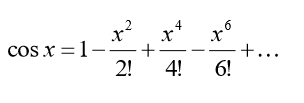 cos x = 1 − x²/2! + x⁴/4! − x⁶/6! + …